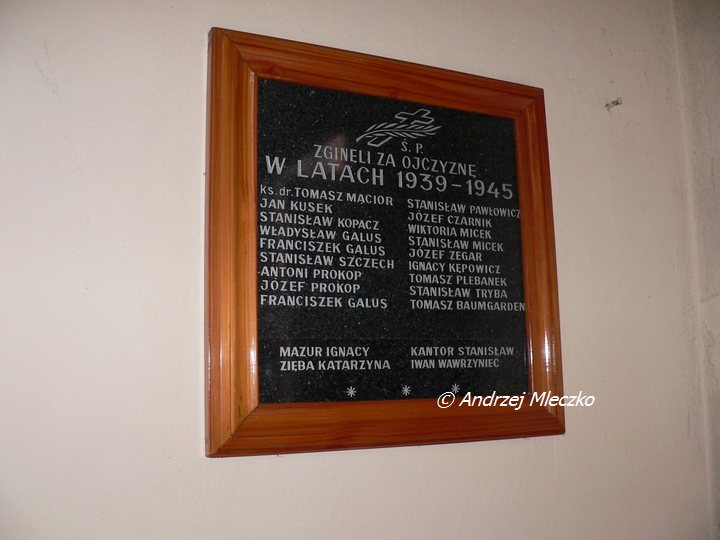 Ś. P.
ZGINELI ZA OJCZYZNĘ
W LATACH 1939-1945
ks. dr. TOMASZ MĄCIOR
JAN KUSEK
STANISŁAW KOPACZ
WŁADYSŁAW GALUS
FRANCISZEK GALUS
STANISŁAW SZCZĘCH
ANTONI PROKOP
JÓZEF PROKOP
FRANCISZEK GALUS
STANISŁAW PAWŁOWICZ
JÓZEF CZARNIK
WIKTORIA MICEK
STANISŁAW MICEK
JÓZEF ZEGAR
IGNACY KĘPOWICZ
TOMASZ PLEBANEK
STANISŁAW TRYBA
TOMASZ BAUMGARDEN
MAZUR IGNACY
ZIĘBA KATARZYNA
KANTOR STANISŁAW
IWAN WAWRZYNIEC
* * *
© Andrzej Mleczko